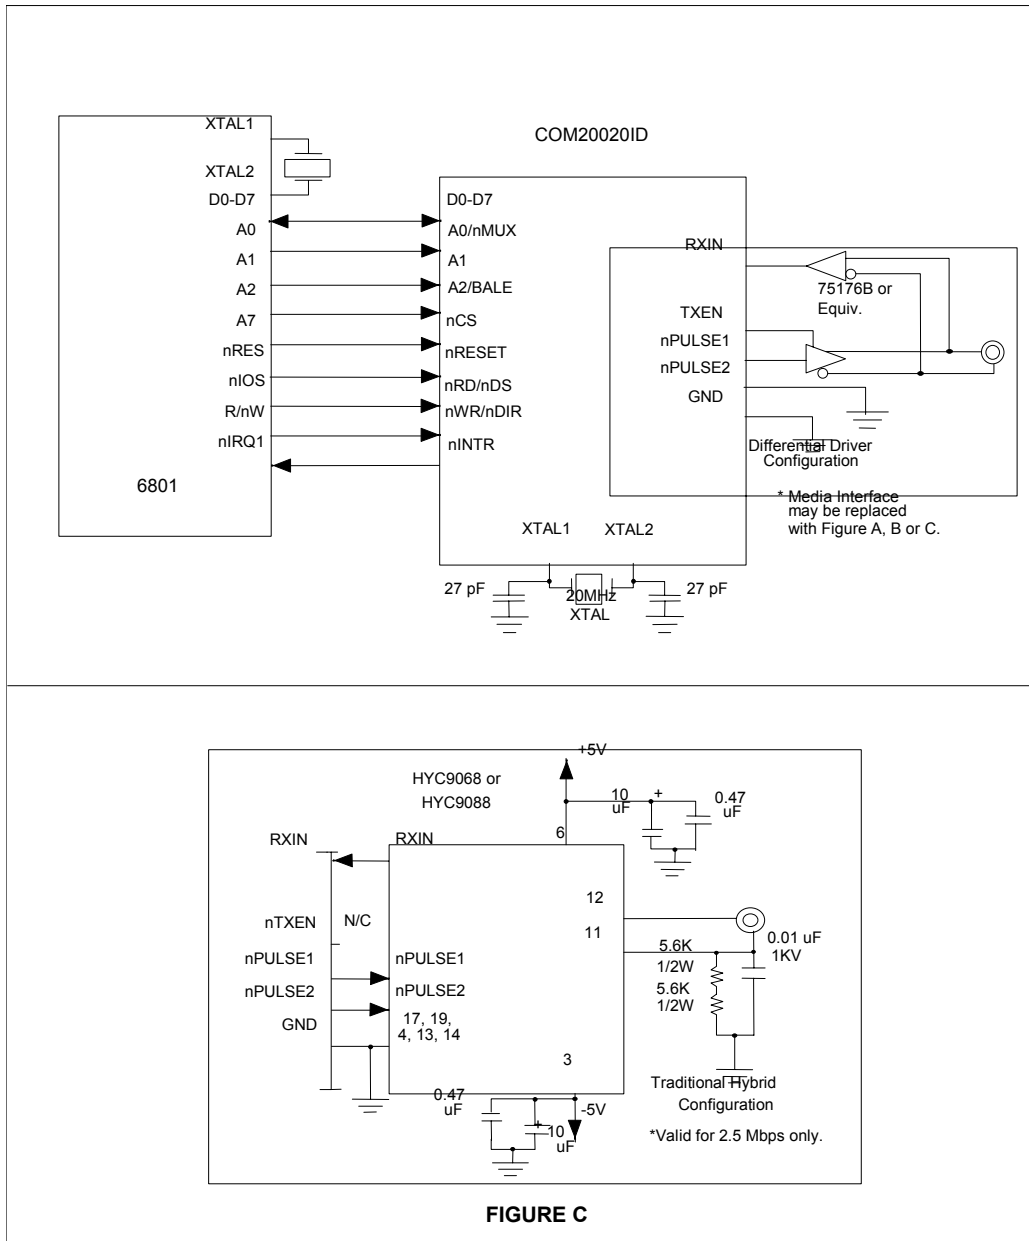 XTAL1
XTAL2
D0-D7
A0
A1
A2
A7
nRES
nIOS
R/nW
nIRQ1
6801
COM20020ID
D0-D7
A0/nMUX
A1
A2/BALE
nCS
nRESET
nRD/nDS
nWR/nDIR
nINTR
RXIN
TXEN
nPULSE1
nPULSE2
GND
75176B or
Equiv.
Differential Driver
Configuration
* Media Interface
may be replaced
with Figure A, B or C.
XTAL1
XTAL2
27 pF
20MHz
XTAL
27 pF
+5V
HYC9068 or
HYC9088
10
uF
+
0.47
uF
6
RXIN
RXIN
nTXEN
N/C
nPULSE1
nPULSE1
nPULSE2
nPULSE2
GND
17, 19,
4, 13, 14
12
11
5.6K
1/2W
5.6K
1/2W
0.01 uF
1KV
3
0.47
uF
+
10
uF
-5V
Traditional Hybrid
Configuration
*Valid for 2.5 Mbps only.
FIGURE C